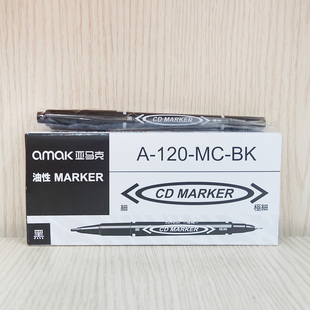 CD MARKER
amak 亚马克
A-120-MC-BK
油性 MARKER
CD MARKER
細
極細
CD MARKER
黑